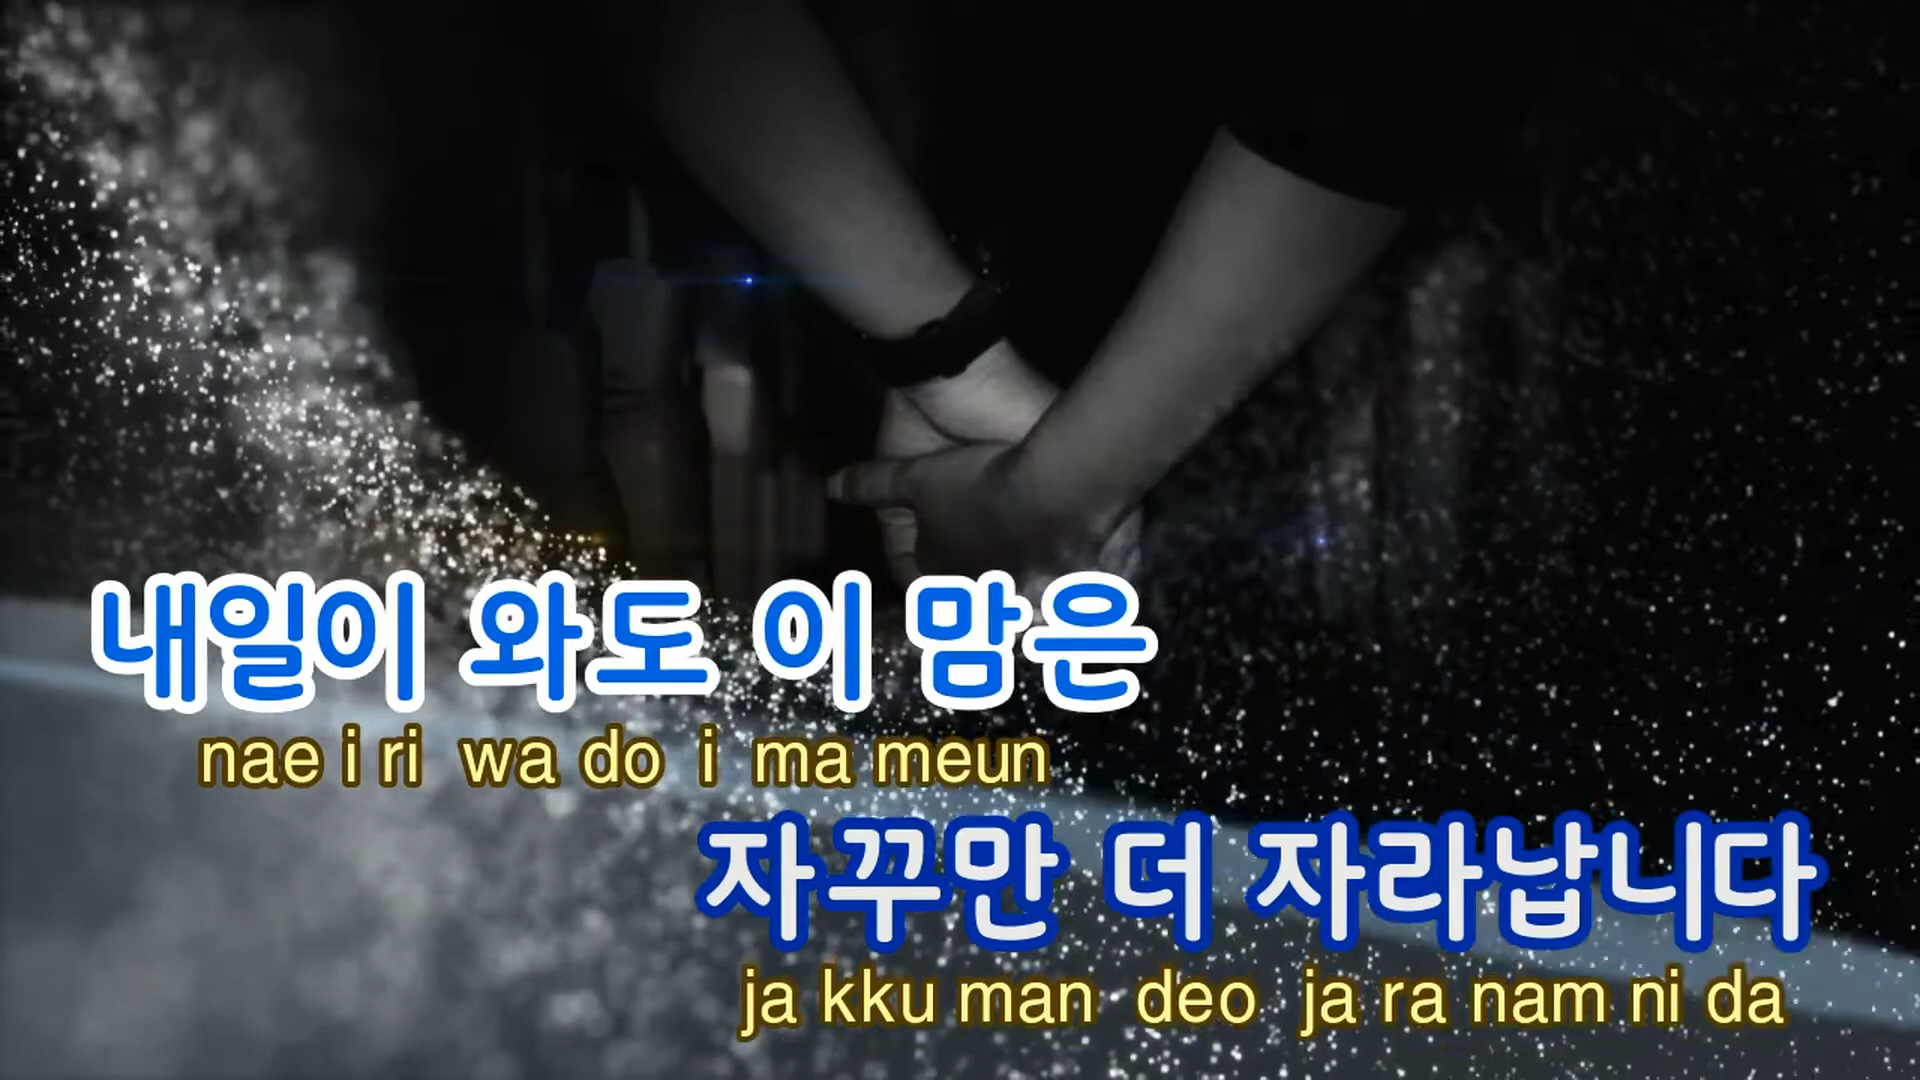 내일이 와도 이 맘은
nae i ri wa do i ma meun
자꾸만 더 자라납니다
ja kku man deo ja ra nam ni da